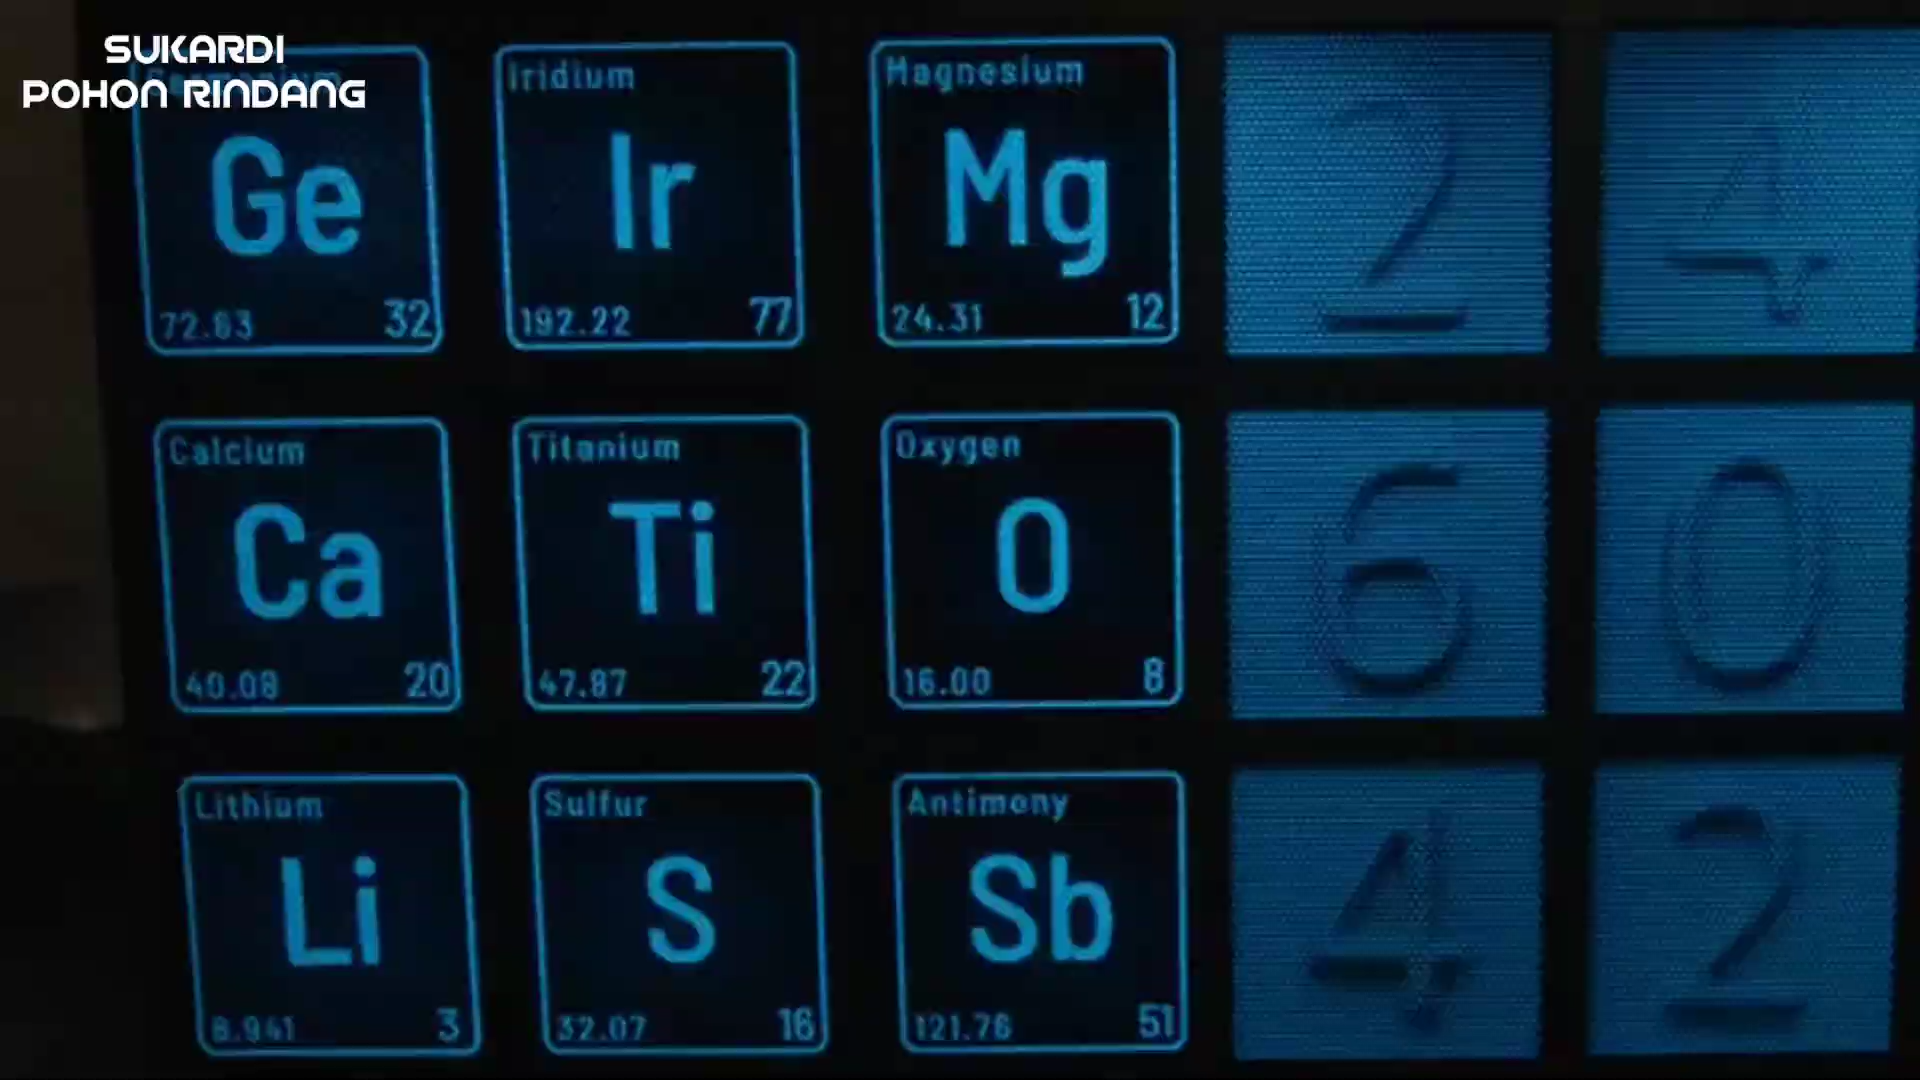 SUKARDI
POHON RINDANG
Iridium
Magnesium
Ge
Ir
Mg
2
4
72.63
32
192.22
77
24.31
12
Calcium
Titanium
Oxygen
Ca
Ti
O
6
0
40.08
20
47.87
22
16.00
8
Lithium
Sulfur
Antimony
Li
S
Sb
4
2
6.941
3
32.07
16
121.76
51